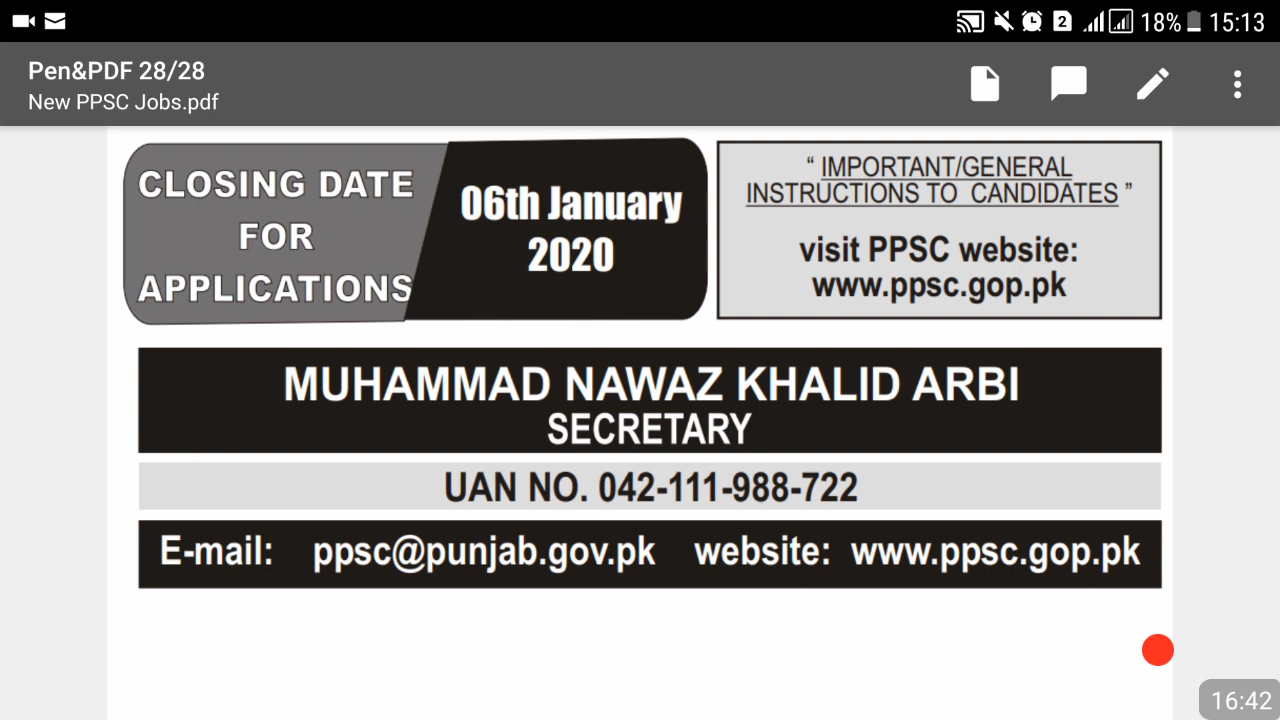 18% 15:13
Pen&PDF 28/28
New PPSC Jobs.pdf
CLOSING DATE
FOR
APPLICATIONS
06th January
2020
“ IMPORTANT/GENERAL
INSTRUCTIONS TO CANDIDATES ”
visit PPSC website:
www.ppsc.gop.pk
MUHAMMAD NAWAZ KHALID ARBI
SECRETARY
UAN NO. 042-111-988-722
E-mail: ppsc@punjab.gov.pk website: www.ppsc.gop.pk
16:42